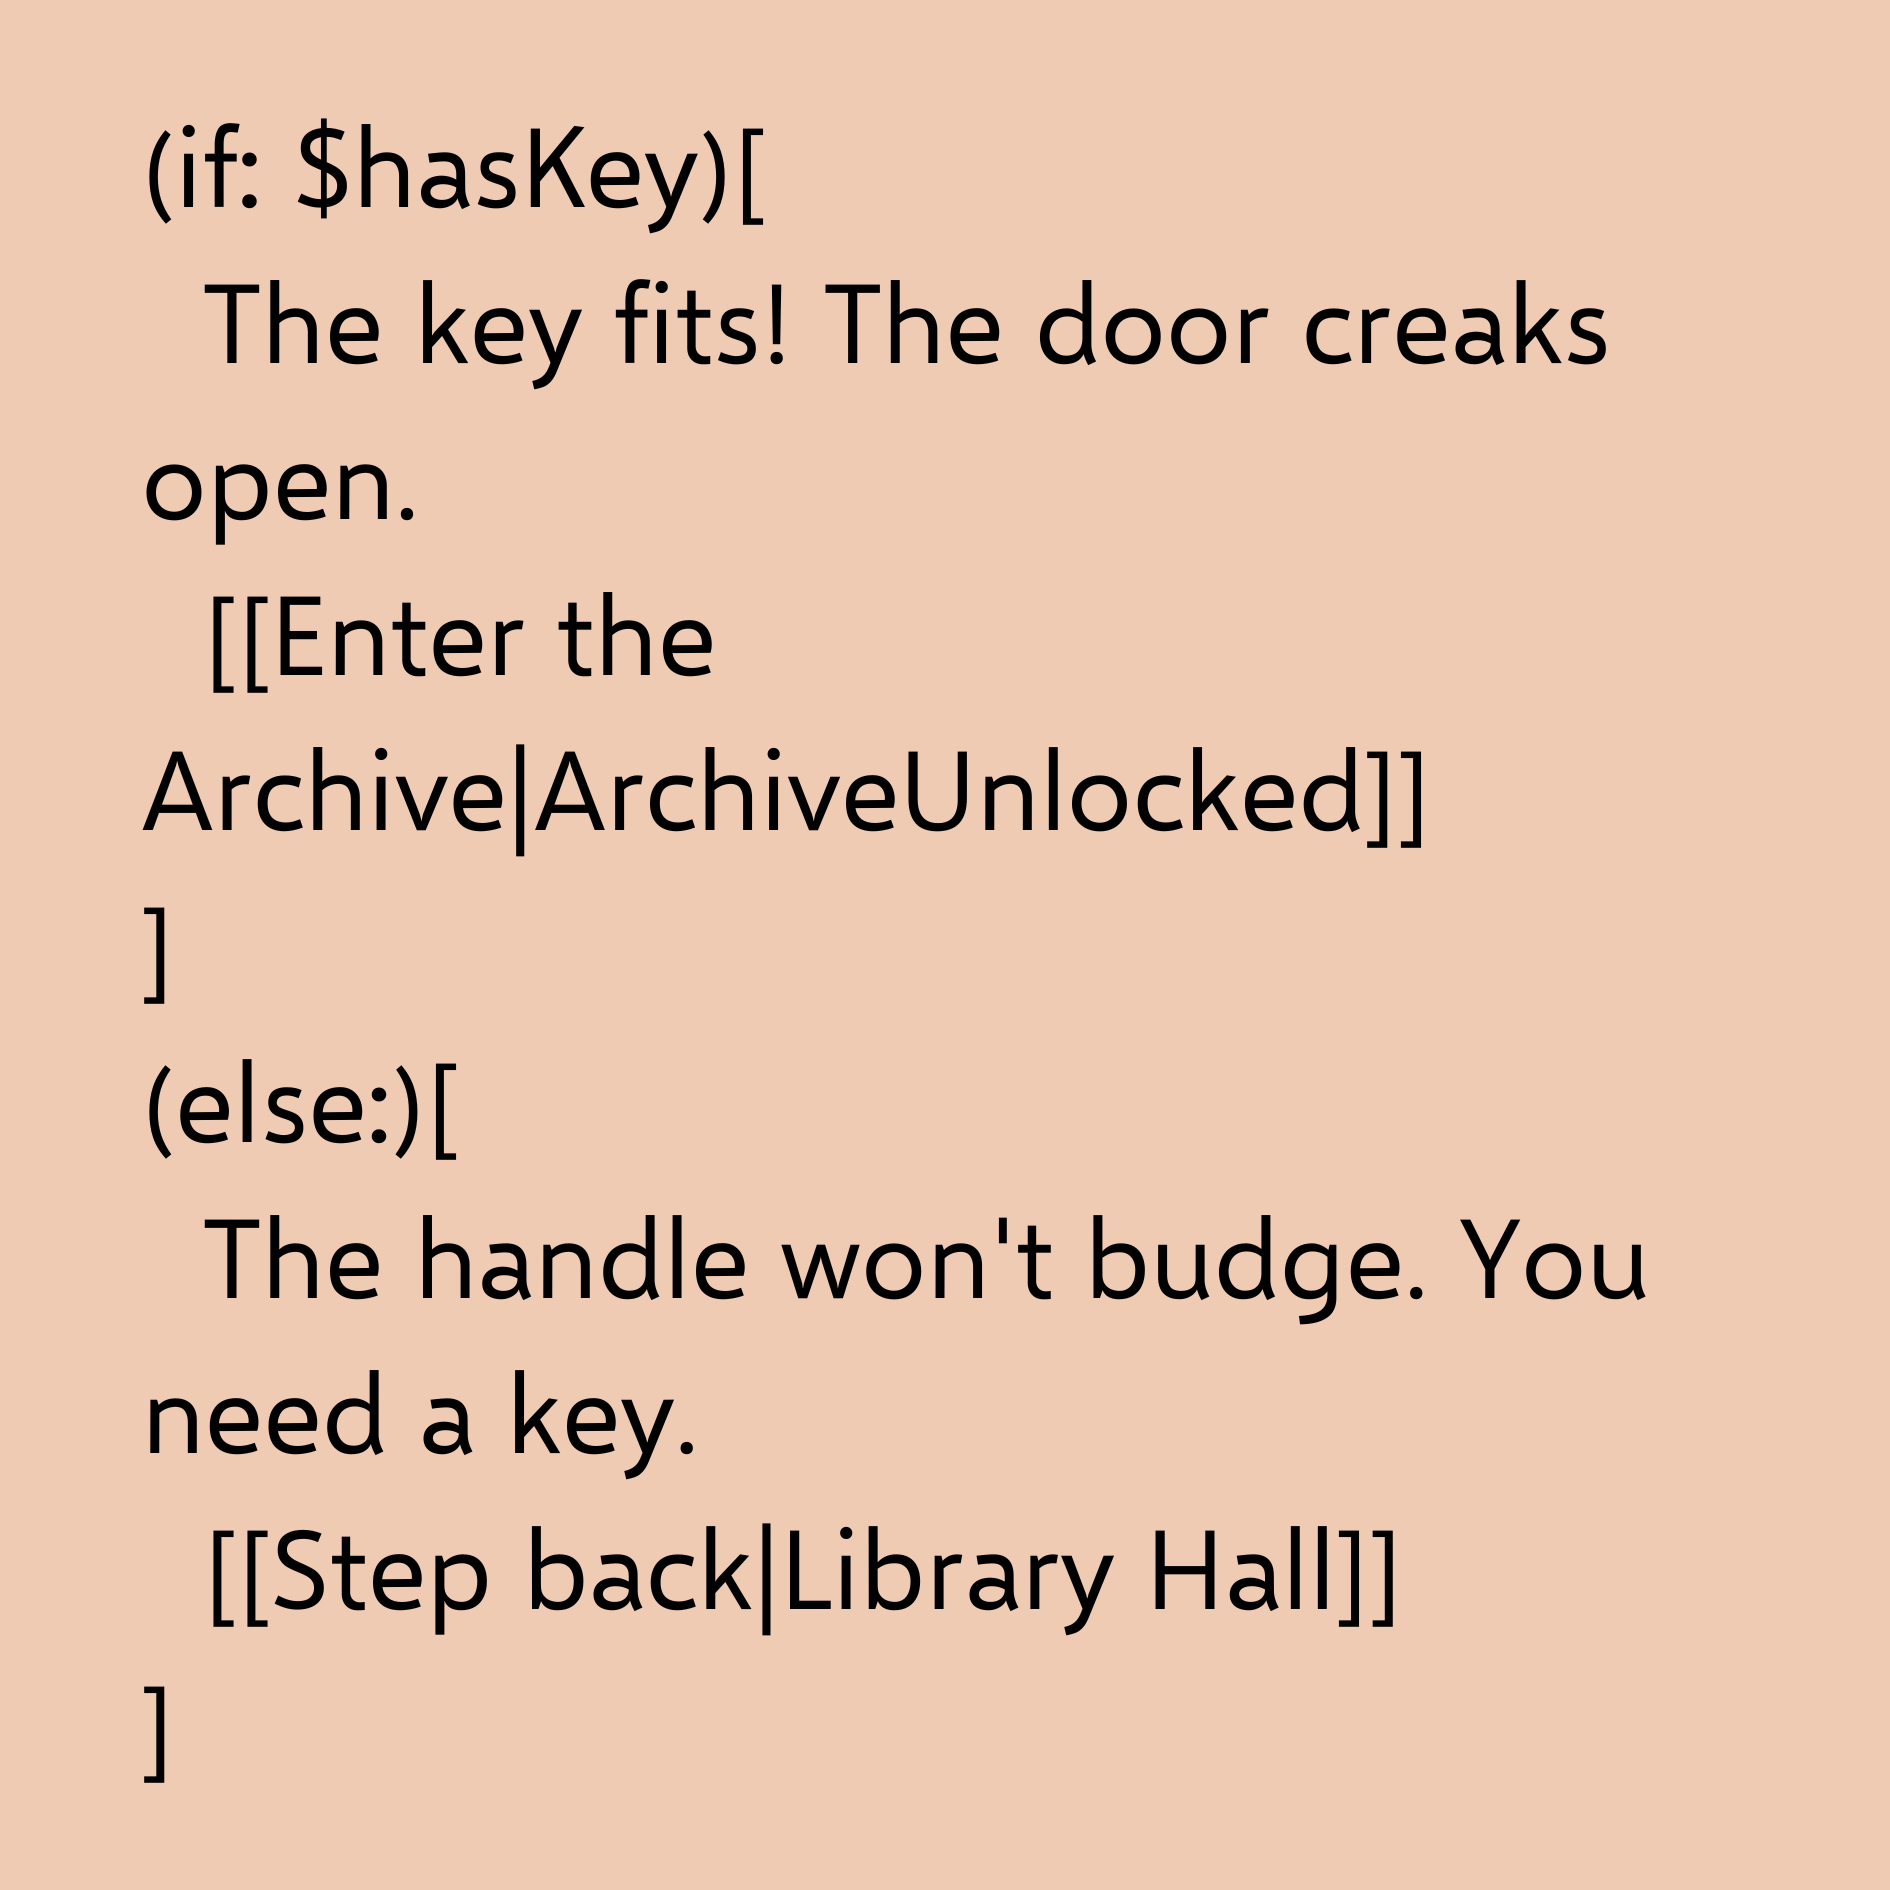 (if: $hasKey)[
  The key fits! The door creaks
open.
  [[Enter the
Archive|ArchiveUnlocked]]
]
(else:)[
  The handle won't budge. You
need a key.
  [[Step back|Library Hall]]
]